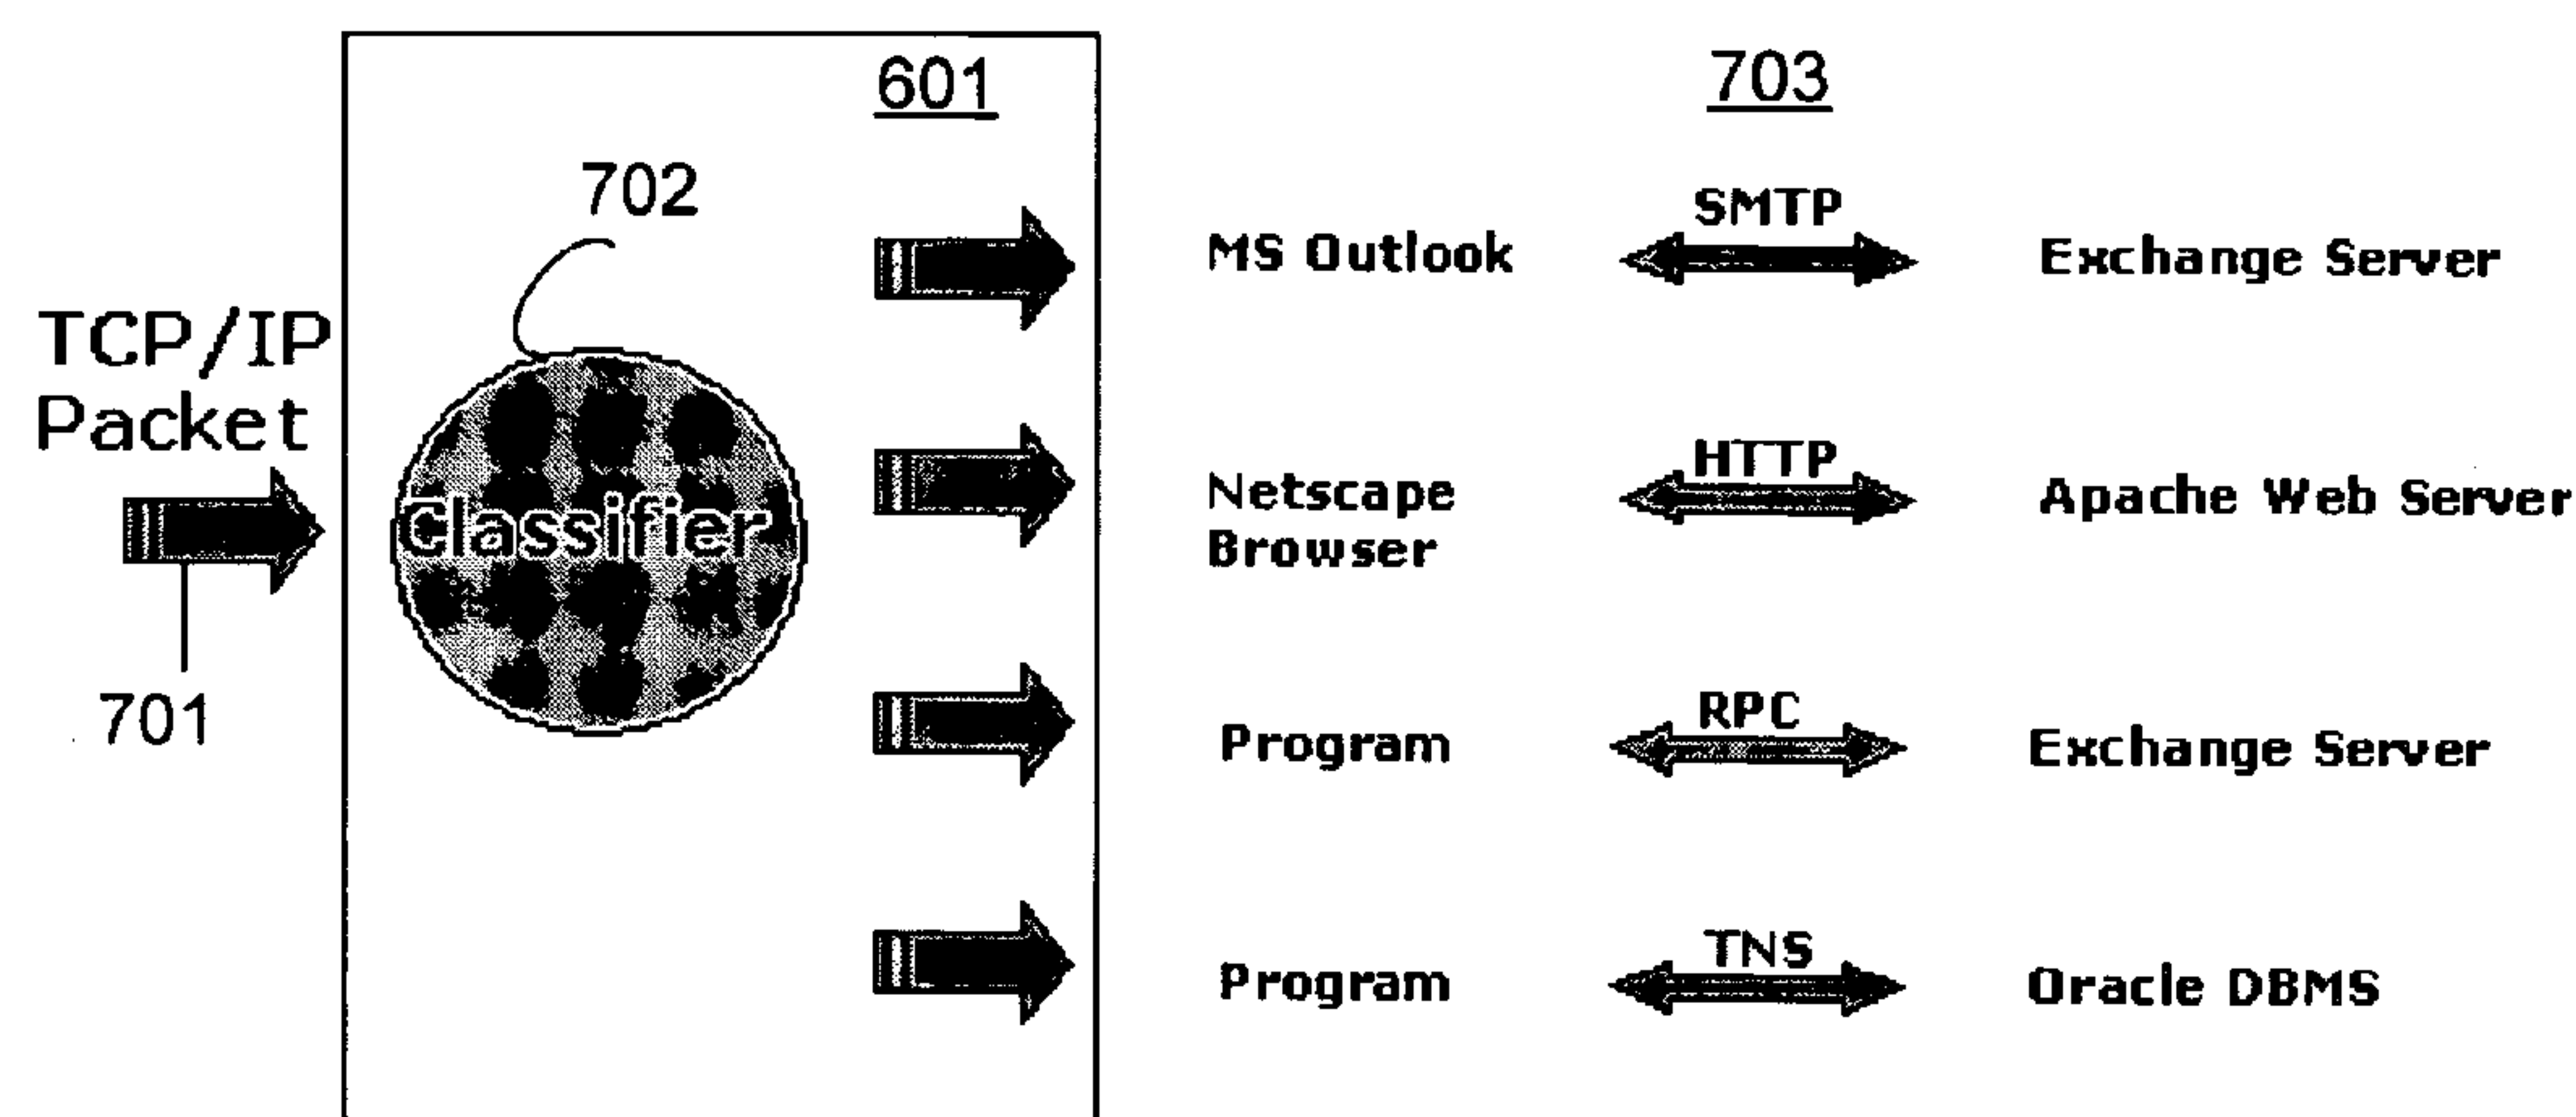 601
703
702
SMTP
MS Outlook
Exchange Server
TCP/IP
Packet
HTTP
Netscape
Browser
Apache Web Server
Classifier
701
RPC
Program
Exchange Server
TNS
Program
Oracle DBMS